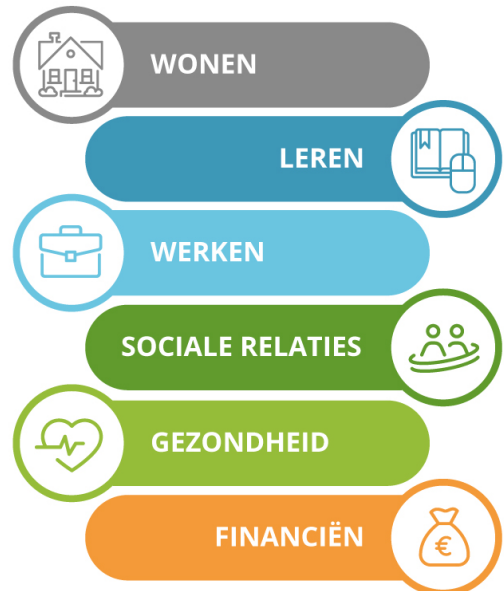 WONEN
LEREN
WERKEN
SOCIALE RELATIES
GEZONDHEID
FINANCIËN
€